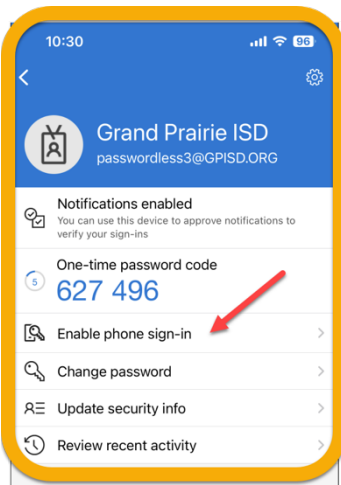 10:30
96
Grand Prairie ISD
passwordless3@GPISD.ORG
Notifications enabled
You can use this device to approve notifications to
verify your sign-ins
One-time password code
5
627 496
Enable phone sign-in
Change password
Update security info
Review recent activity